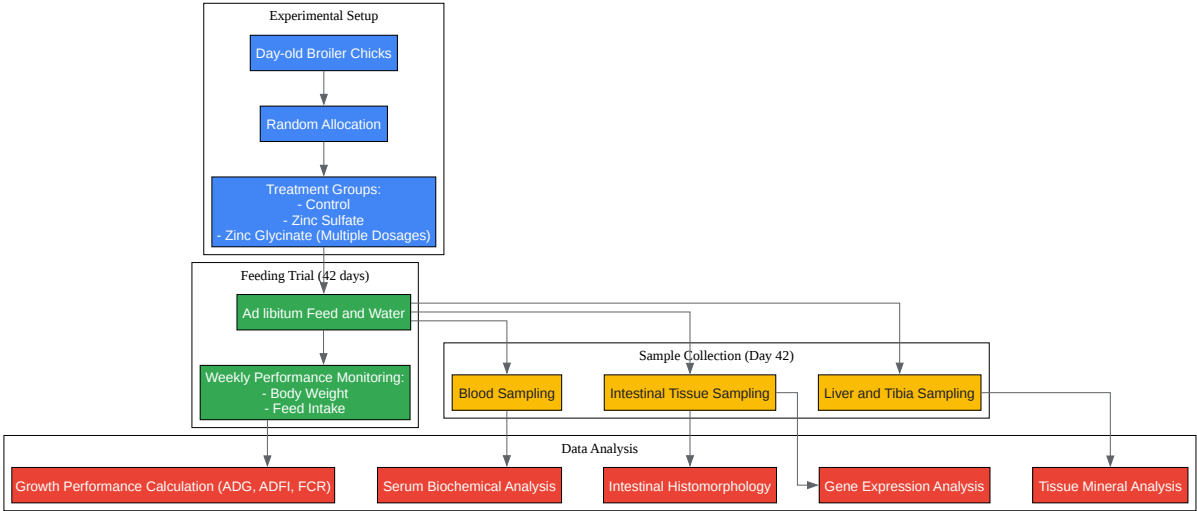 Experimental Setup
Day-old Broiler Chicks
Random Allocation
Treatment Groups:
- Control
- Zinc Sulfate
- Zinc Glycinate (Multiple Dosages)
Feeding Trial (42 days)
Ad libitum Feed and Water
Weekly Performance Monitoring:
- Body Weight
- Feed Intake
Sample Collection (Day 42)
Blood Sampling
Intestinal Tissue Sampling
Liver and Tibia Sampling
Data Analysis
Growth Performance Calculation (ADG, ADFI, FCR)
Serum Biochemical Analysis
Intestinal Histomorphology
Gene Expression Analysis
Tissue Mineral Analysis